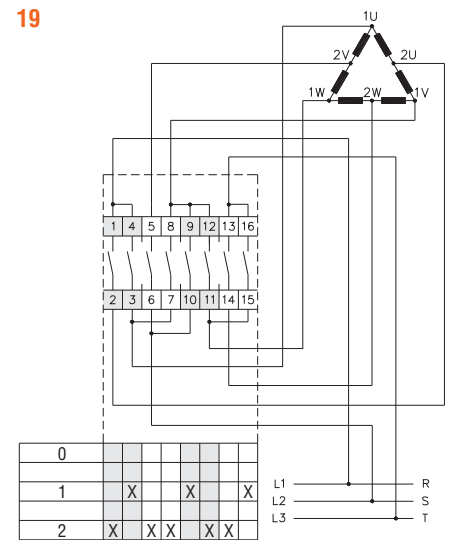 19
1U
2V 2U
1W 2W 1V
1 4 5 8 9 12 13 16
2 3 6 7 10 11 14 15
0
1 X X X
2 X X X X X
L1 R
L2 S
L3 T